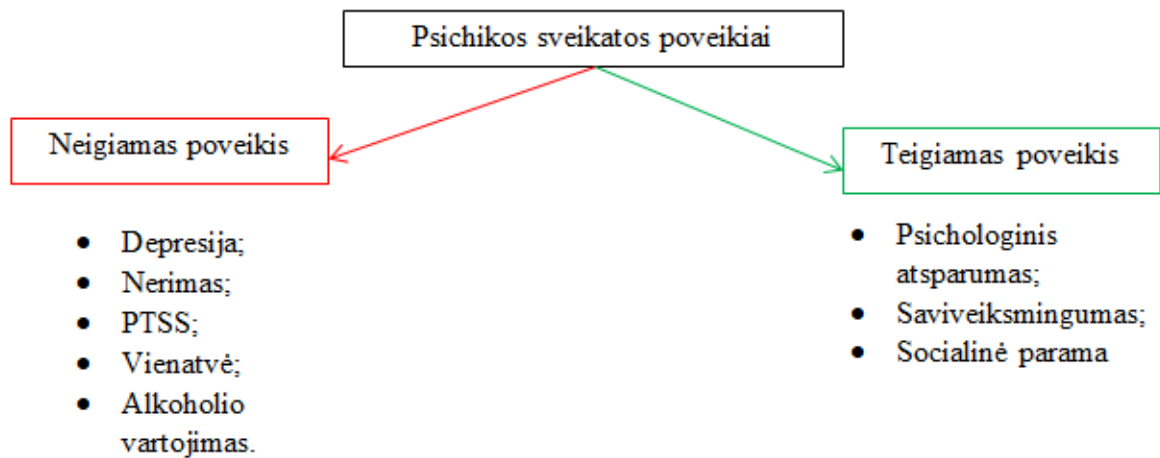 Psichikos sveikatos poveikiai
Neigiamas poveikis
Teigiamas poveikis
• Depresija;
• Nerimas;
• PTSS;
• Vienatvė;
• Alkoholio
vartojimas.
• Psichologinis
atsparumas;
• Saviveiksmingumas;
• Socialinė parama